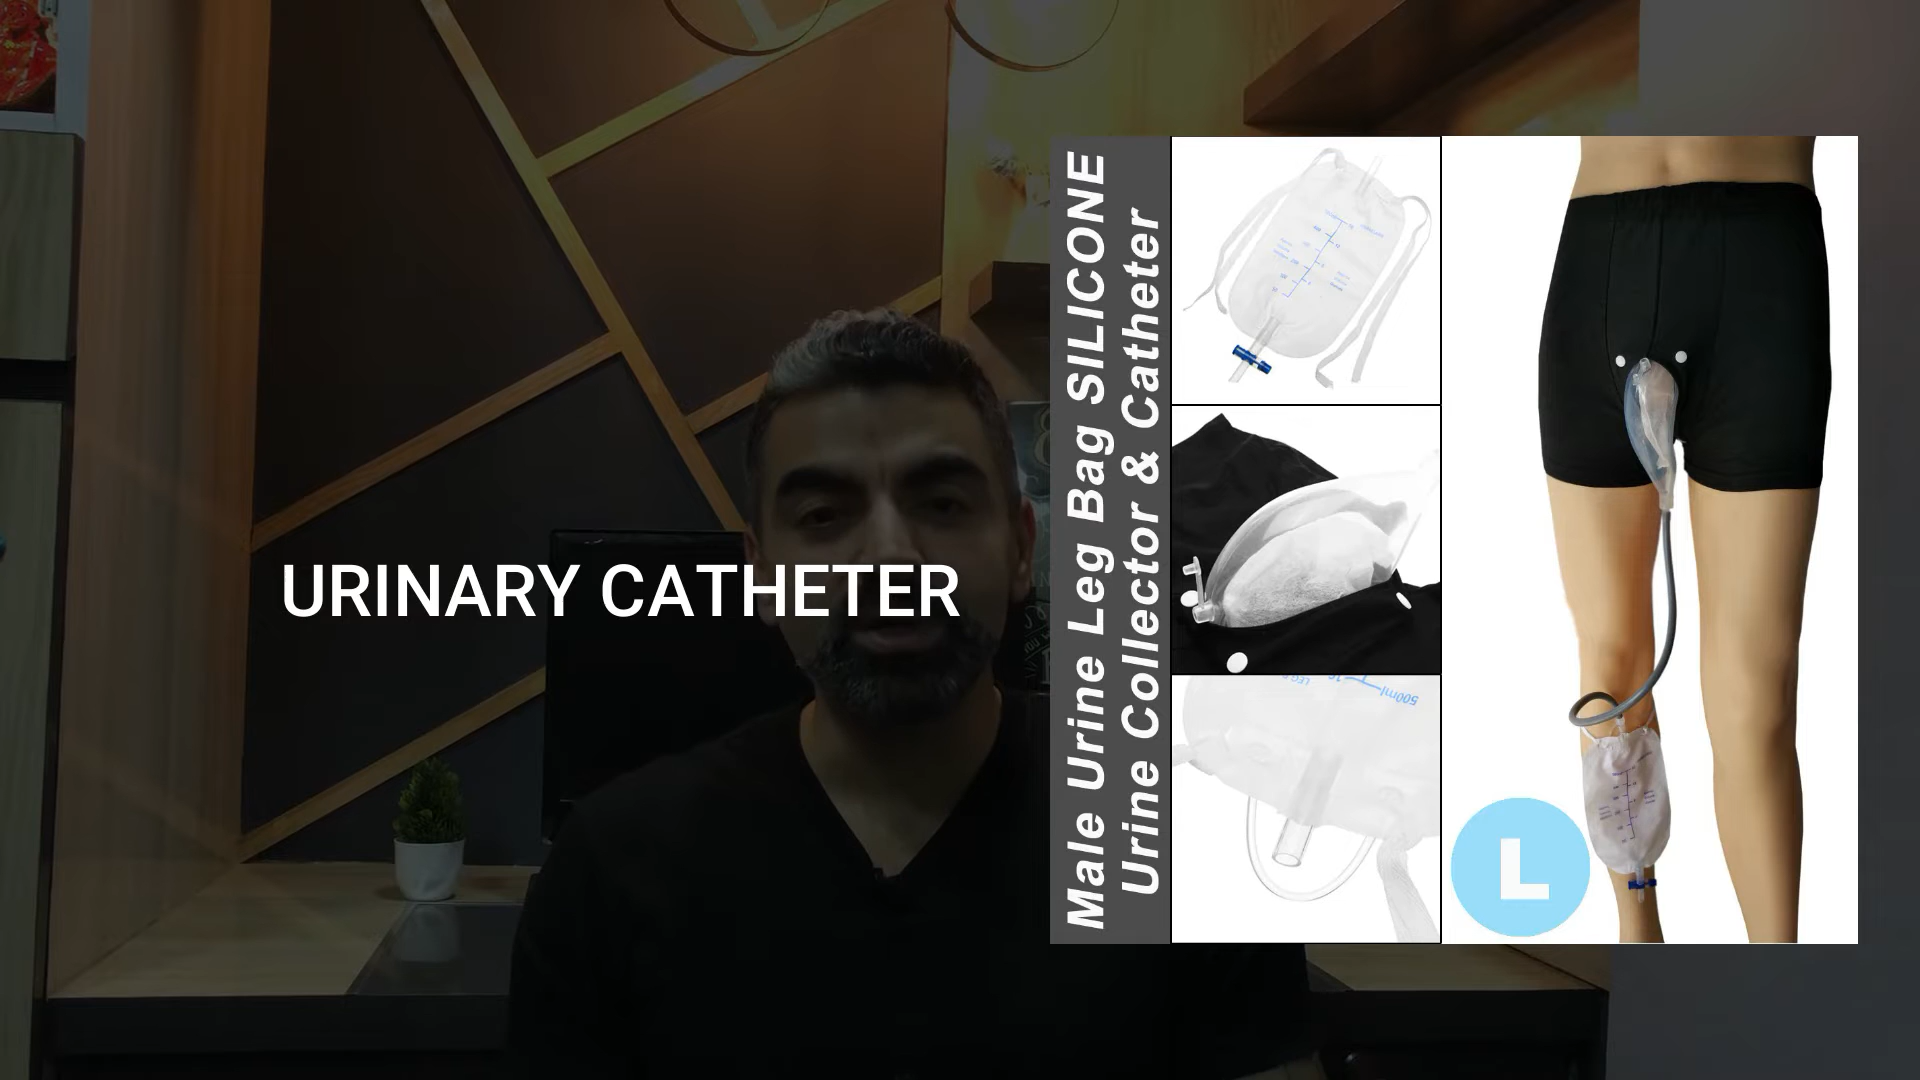 URINARY CATHETER
Male Urine Leg Bag SILICONE
Urine Collector & Catheter
500ml
L